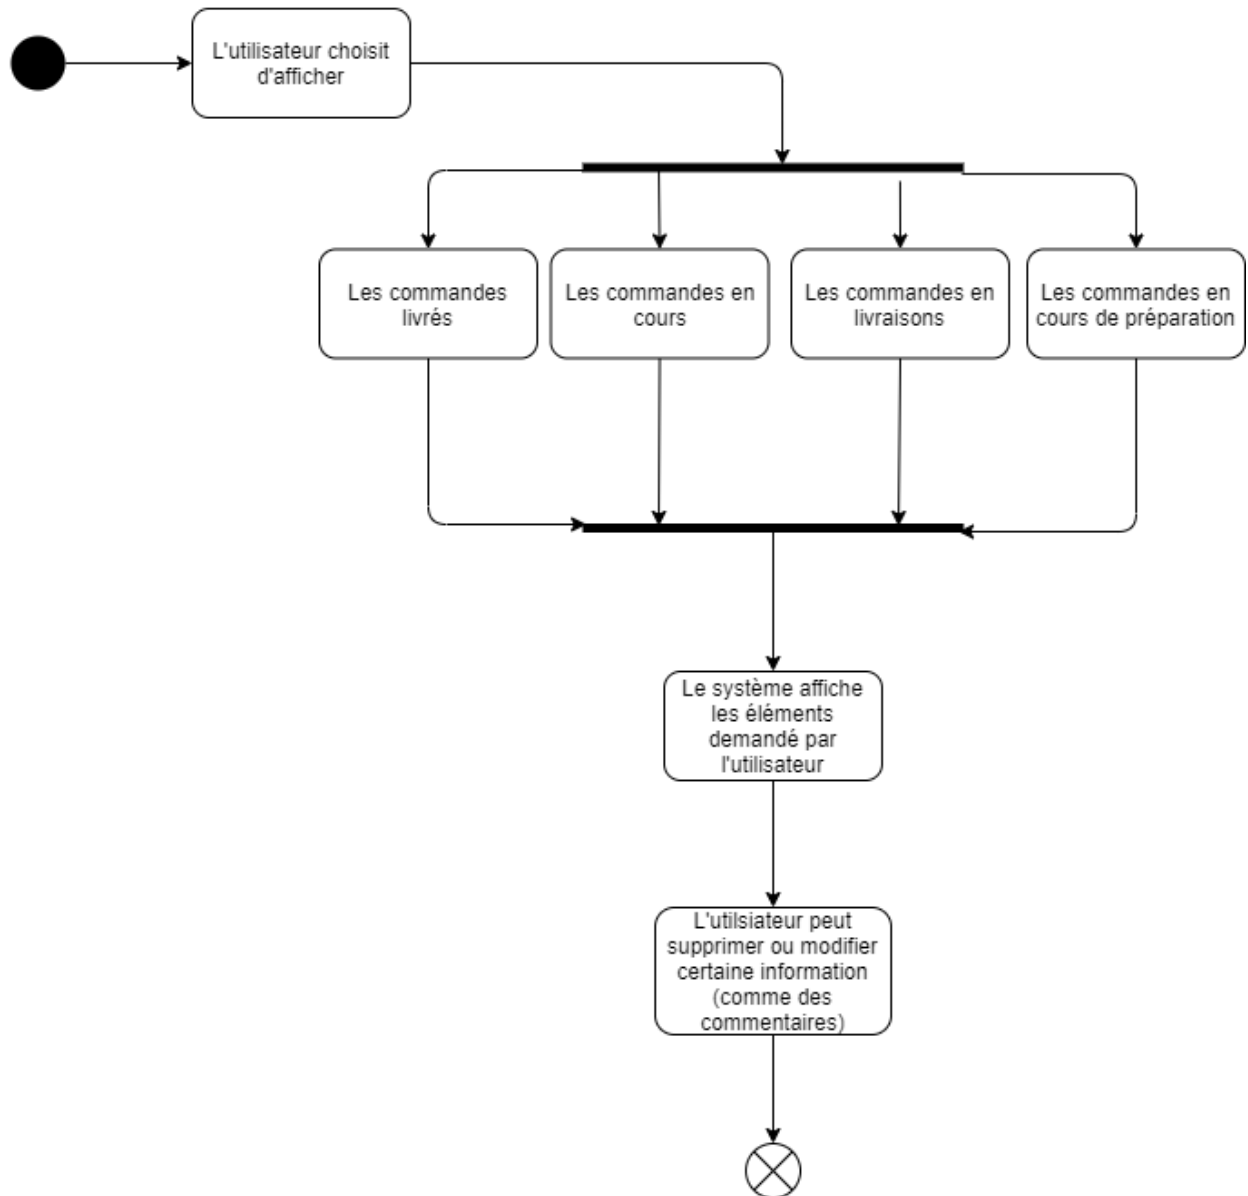 L'utilisateur choisit
d'afficher
Les commandes
livrés
Les commandes en
cours
Les commandes en
livraisons
Les commandes en
cours de préparation
Le système affiche
les éléments
demandé par
l'utilisateur
L'utilsiateur peut
supprimer ou modifier
certaine information
(comme des
commentaires)